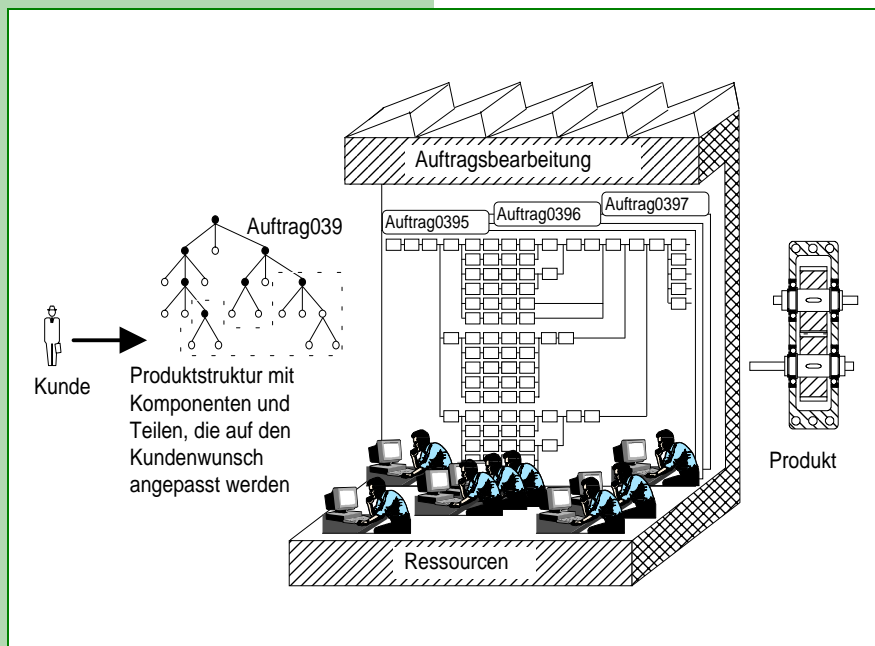 Auftragsbearbeitung
Auftrag039
Auftrag0395
Auftrag0396
Auftrag0397
Kunde
Produktstruktur mit
Komponenten und
Teilen, die auf den
Kundenwunsch
angepasst werden
Produkt
Ressourcen